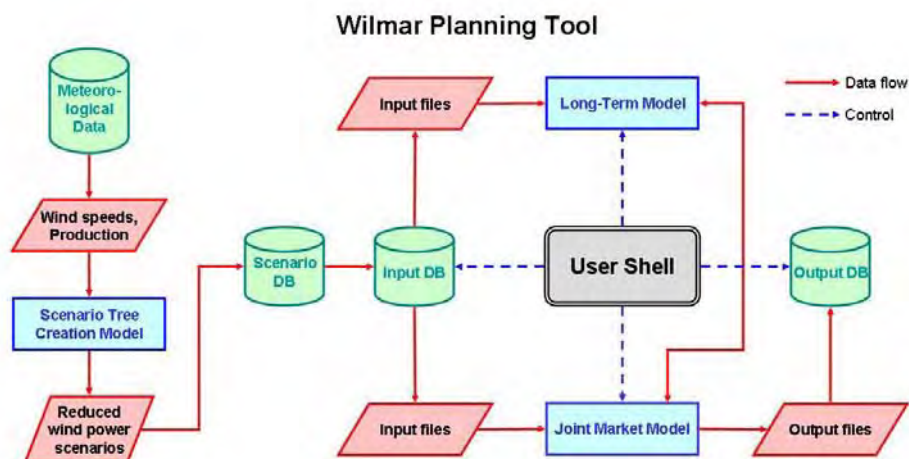 Wilmar Planning Tool
Meteoro-
logical
Data
Input files
Long-Term Model
Data flow
Control
Wind speeds,
Production
Scenario
DB
Input DB
User Shell
Output DB
Scenario Tree
Creation Model
Reduced
wind power
scenarios
Input files
Joint Market Model
Output files